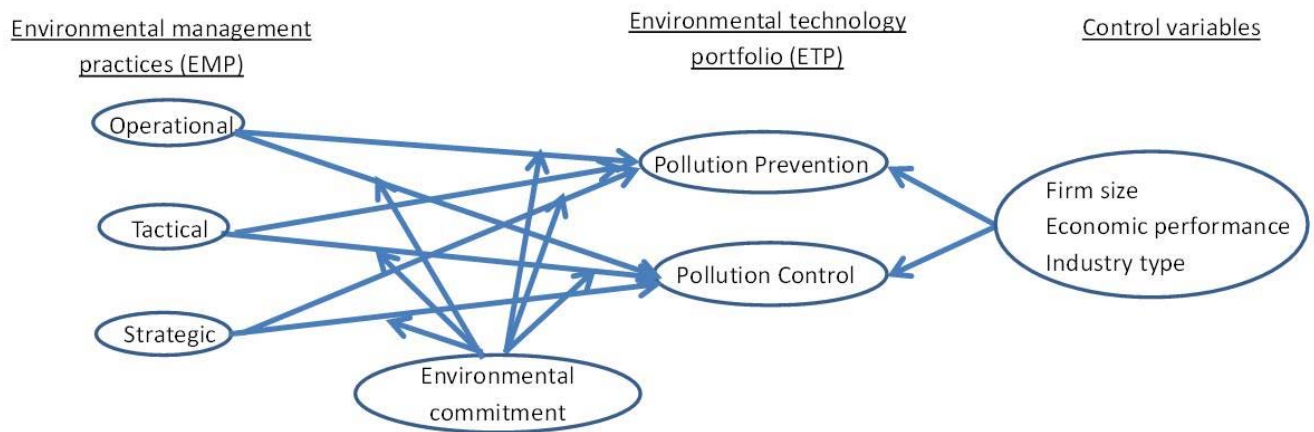 Environmental management
practices (EMP)
Environmental technology
portfolio (ETP)
Control variables
Operational
Tactical
Strategic
Pollution Prevention
Pollution Control
Environmental
commitment
Firm size
Economic performance
Industry type